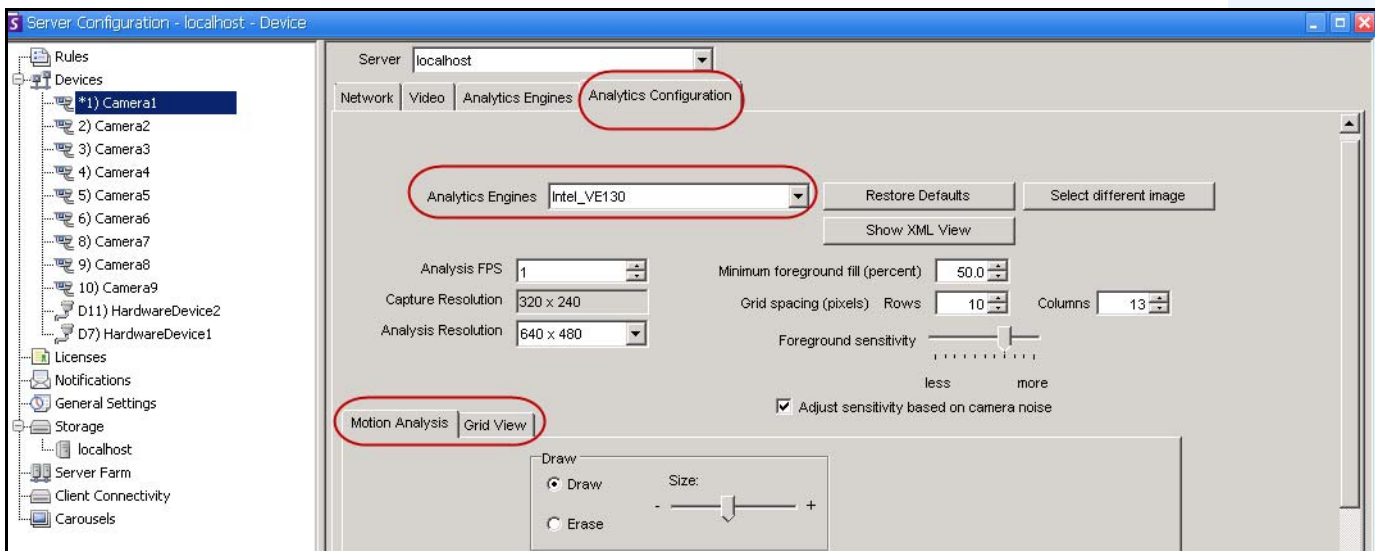 Server Configuration - localhost - Device
Rules
Devices
*1) Camera1
2) Camera2
3) Camera3
4) Camera4
5) Camera5
6) Camera6
8) Camera7
9) Camera8
10) Camera9
D11) HardwareDevice2
D7) HardwareDevice1
Licenses
Notifications
General Settings
Storage
localhost
Server Farm
Client Connectivity
Carousels
Server localhost
Network Video Analytics Engines Analytics Configuration
Analytics Engines Intel_VE130 Restore Defaults Select different image
Show XML View
Analysis FPS 1 Minimum foreground fill (percent) 50.0
Capture Resolution 320 x 240 Grid spacing (pixels) Rows 10 Columns 13
Analysis Resolution 640 x 480 Foreground sensitivity
less more
Adjust sensitivity based on camera noise
Motion Analysis Grid View
Draw
Draw Size:
- +
Erase